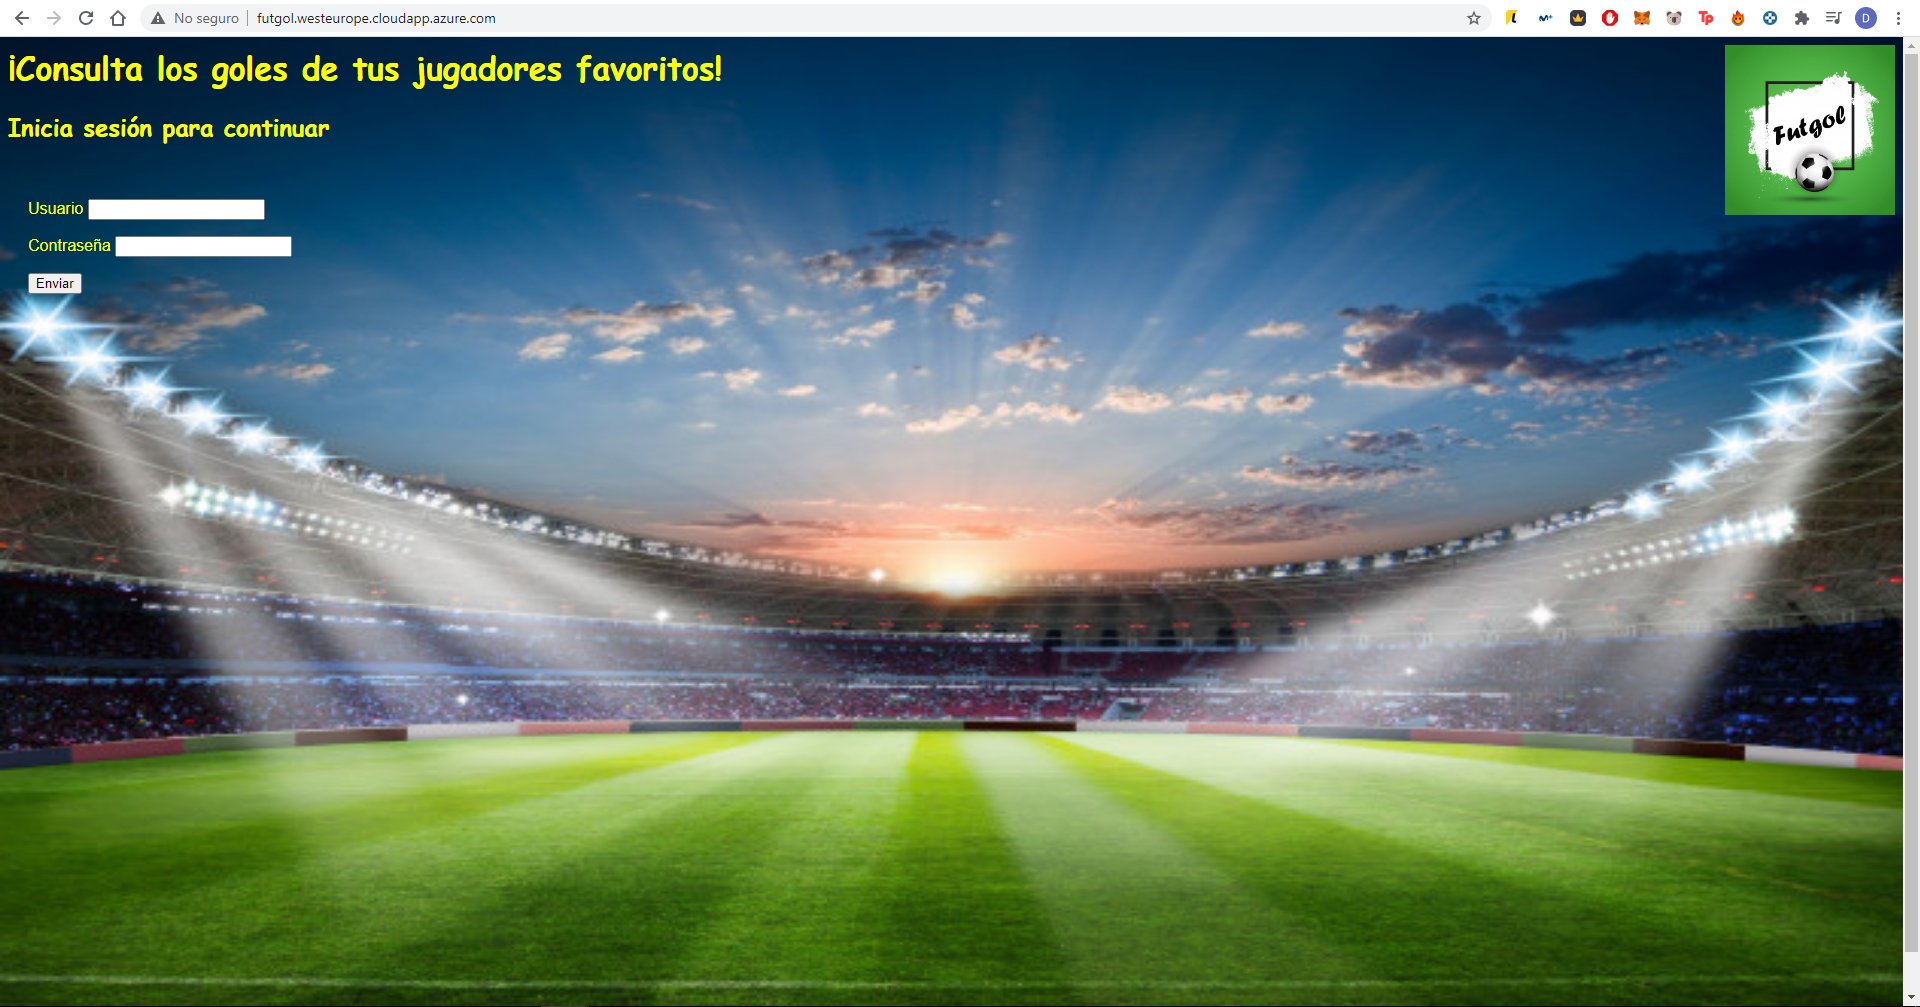 No seguro
futgol.westeurope.cloudapp.azure.com
Tp
D
¡Consulta los goles de tus jugadores favoritos!
Futgol
Inicia sesión para continuar
Usuario
Contraseña
Enviar